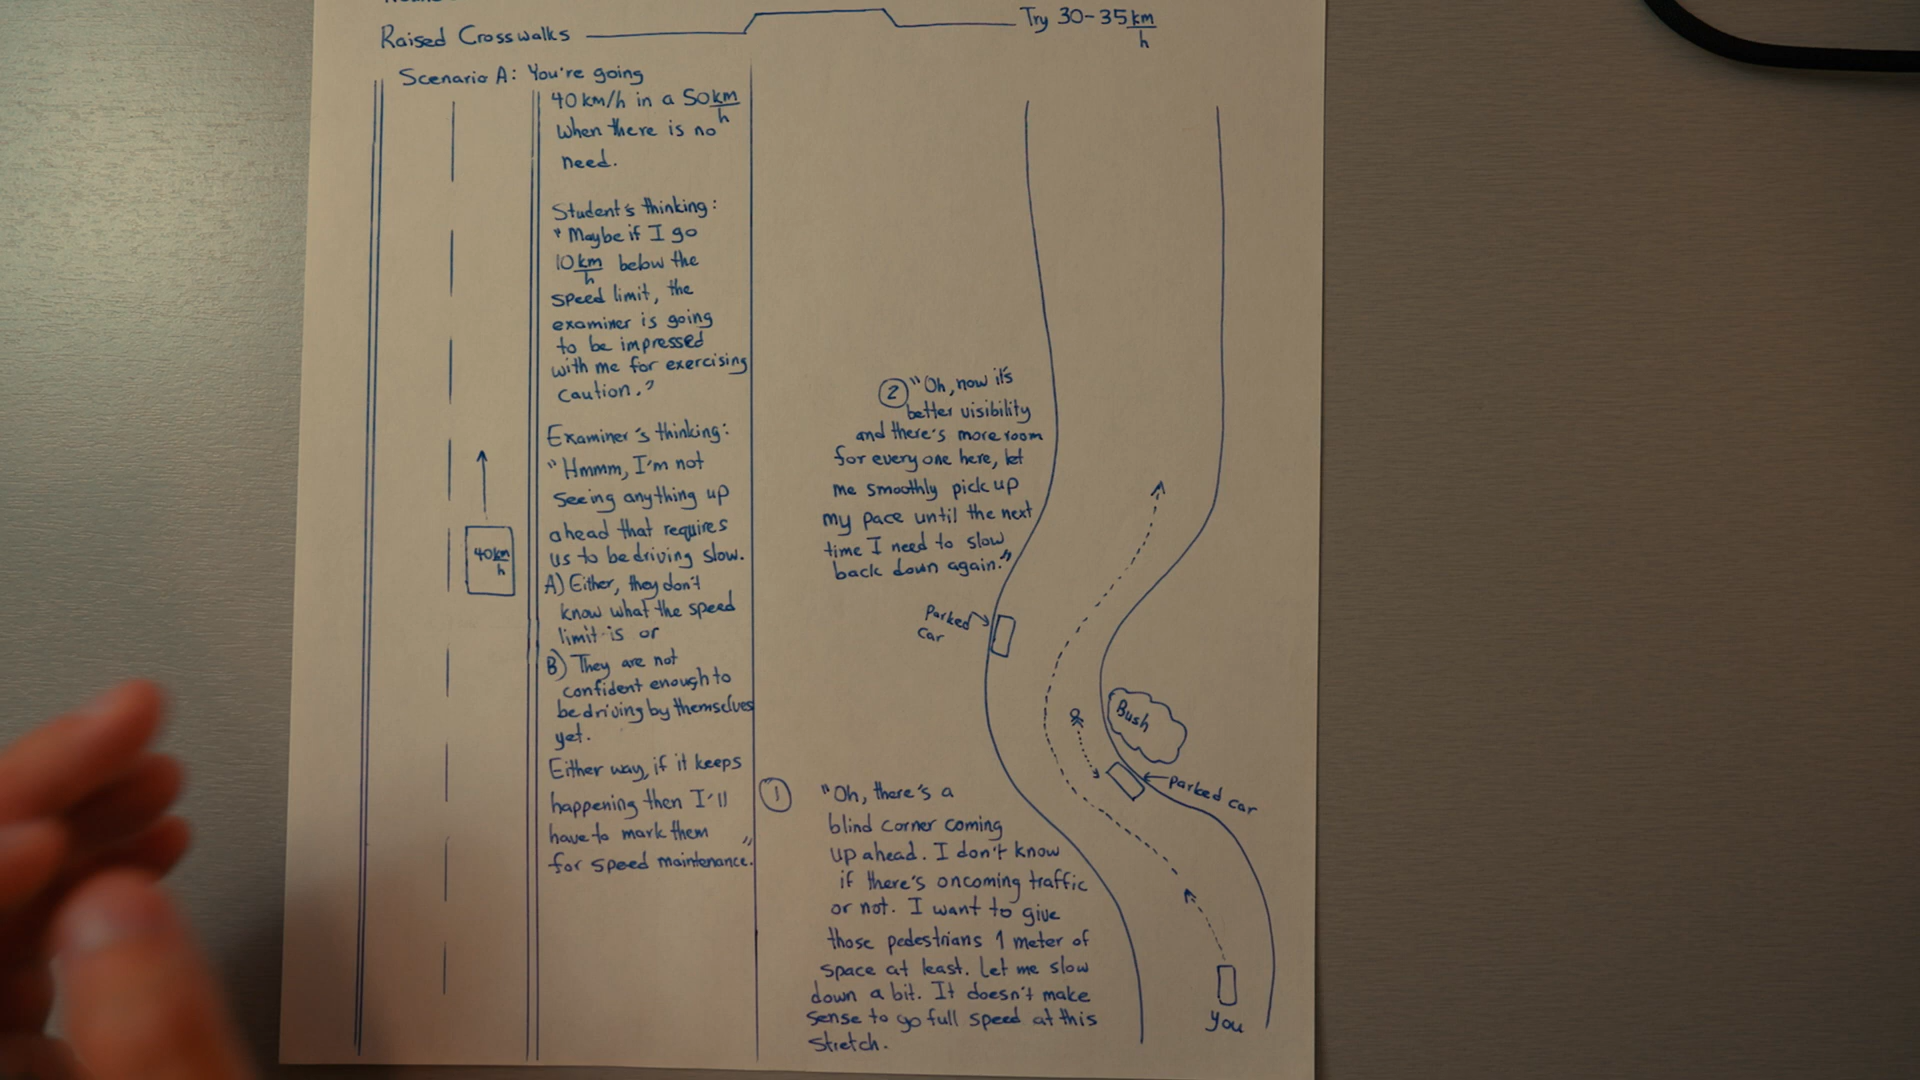 Raised Crosswalks
Try 30-35 km/h
Scenario A: You're going
40 km/h in a 50 km/h
when there is no
need.
Student's thinking:
"Maybe if I go
10 km/h below the
speed limit, the
examiner is going
to be impressed
with me for exercising
caution."
Examiner's thinking:
"Hmmm, I'm not
seeing anything up
ahead that requires
us to be driving slow.
A) Either, they don't
know what the speed
limit is or
B) They are not
confident enough to
be driving by themselves
yet.
Either way, if it keeps
happening then I'll
have to mark them
for speed maintenance."
40 km/h
2 "Oh, now it's
better visibility
and there's more room
for everyone here, let
me smoothly pick up
my pace until the next
time I need to slow
back down again."
Parked
car
Bush
parked car
1 "Oh, there's a
blind corner coming
up ahead. I don't know
if there's oncoming traffic
or not. I want to give
those pedestrians 1 meter of
space at least. Let me slow
down a bit. It doesn't make
sense to go full speed at this
stretch.
you